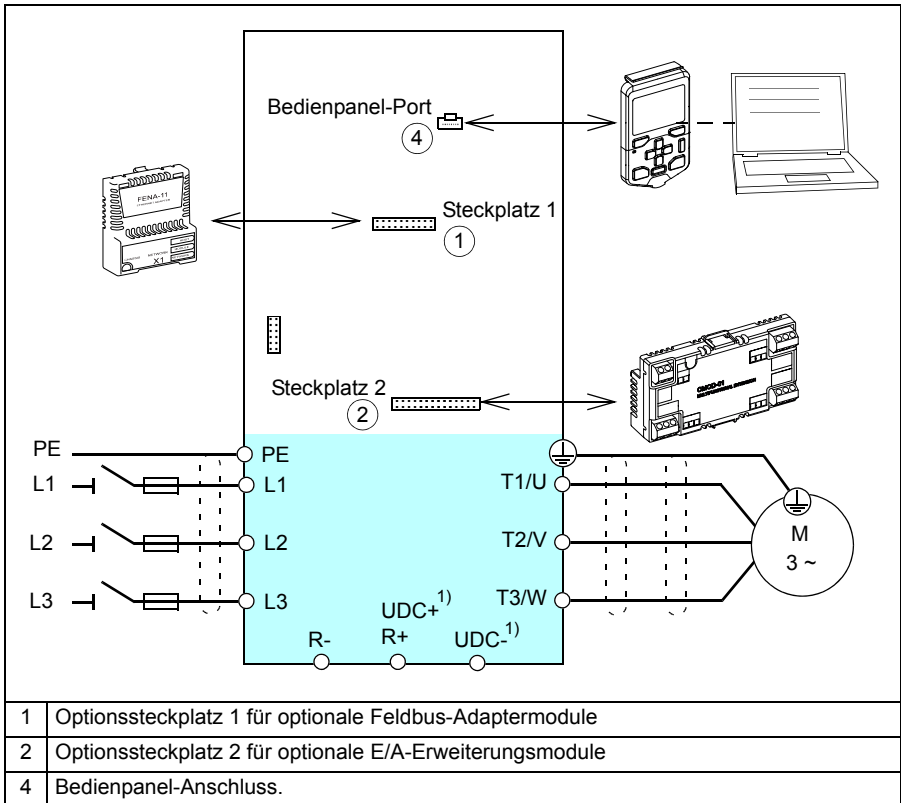 Bedienpanel-Port
4
FENA-11
X1
Steckplatz 1
1
Steckplatz 2
2
PE
L1
L2
L3
PE
L1
L2
L3
T1/U
T2/V
T3/W
M
3 ~
R-
UDC+1)
R+
UDC-1)
1 Optionssteckplatz 1 für optionale Feldbus-Adaptermodule
2 Optionssteckplatz 2 für optionale E/A-Erweiterungsmodule
4 Bedienpanel-Anschluss.